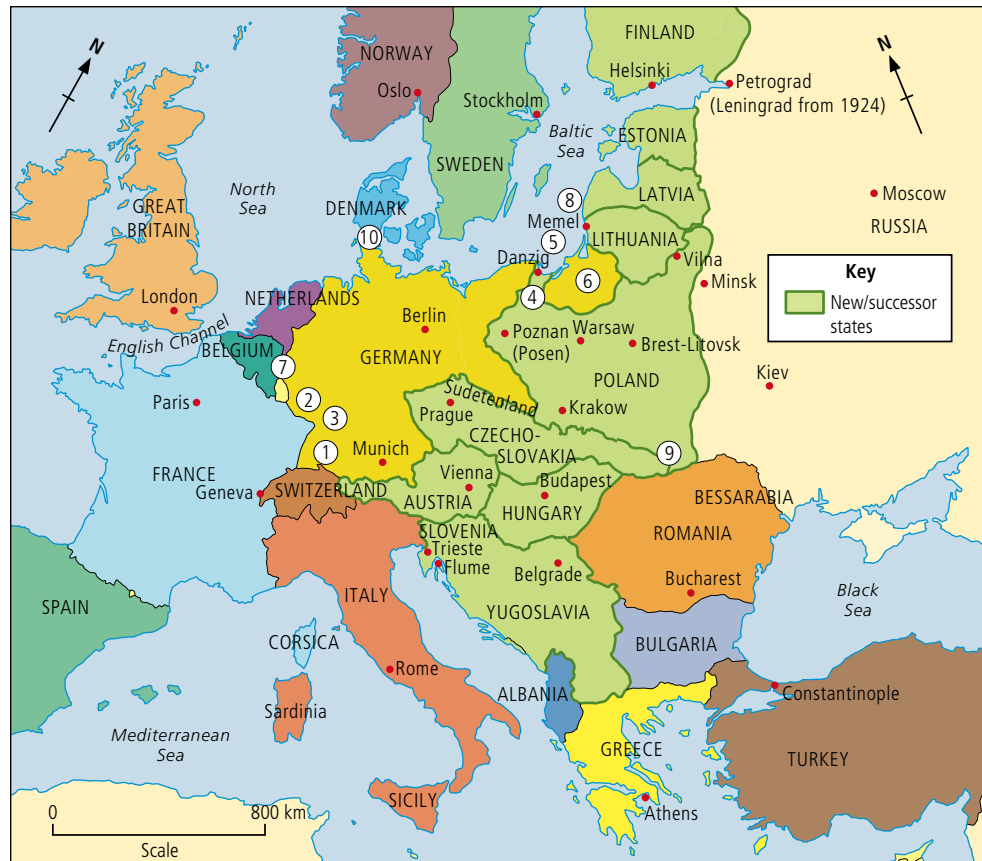 N
NORWAY
Oslo
Stockholm
SWEDEN
FINLAND
Helsinki
Petrograd
(Leningrad from 1924)
N
Baltic
Sea
ESTONIA
LATVIA
Moscow
RUSSIA
North
Sea
GREAT
BRITAIN
DENMARK
10
8
Memel
5
LITHUANIA
Danzig
6
4
Vilna
Minsk
Key
New/successor
states
London
NETHERLANDS
English Channel
BELGIUM
7
Berlin
GERMANY
Poznan
(Posen)
Warsaw
Brest-Litovsk
POLAND
Kiev
Paris
2
3
1
Sudetenland
Prague
Krakow
CZECHO-
SLOVAKIA
9
Munich
FRANCE
Geneva
SWITZERLAND
Vienna
AUSTRIA
Budapest
HUNGARY
BESSARABIA
ROMANIA
SLOVENIA
Trieste
Flume
Belgrade
Bucharest
YUGOSLAVIA
Black
Sea
SPAIN
ITALY
CORSICA
Rome
BULGARIA
Sardinia
ALBANIA
Constantinople
Mediterranean
Sea
GREECE
TURKEY
SICILY
Athens
0
800 km
Scale